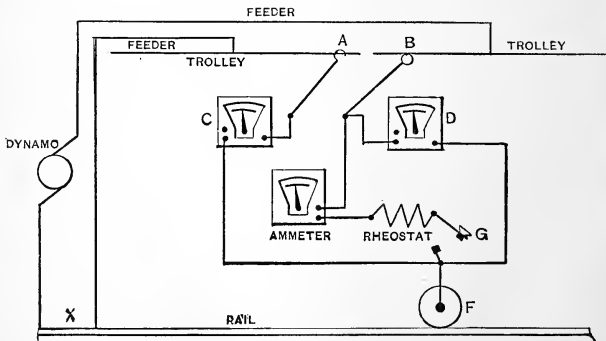 FEEDER
FEEDER
A
B
TROLLEY
TROLLEY
C
D
DYNAMO
AMMETER
RHEOSTAT
G
F
X
RAIL